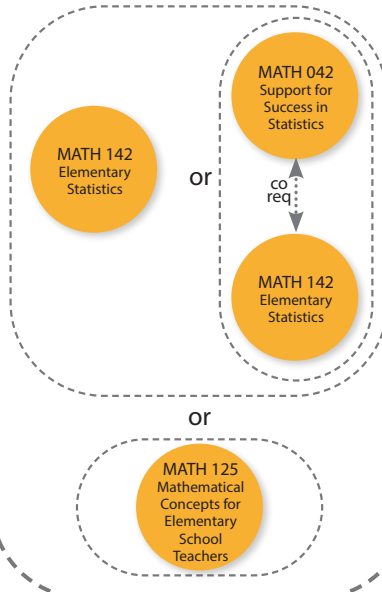 MATH 142
Elementary
Statistics
or
MATH 042
Support for
Success in
Statistics
co
req
MATH 142
Elementary
Statistics
or
MATH 125
Mathematical
Concepts for
Elementary
School
Teachers